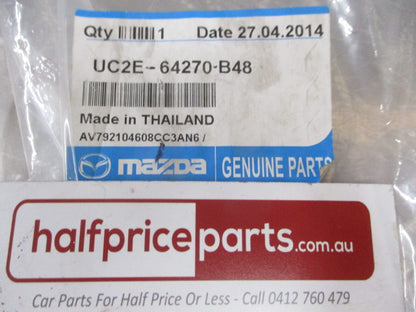 Qty 1 Date 27.04.2014
UC2E-64270-B48
Made in THAILAND
AV792104608CC3AN6 /
mazda GENUINE PARTS
halfpriceparts.com.au
Car Parts For Half Price Or Less - Call 0412 760 479